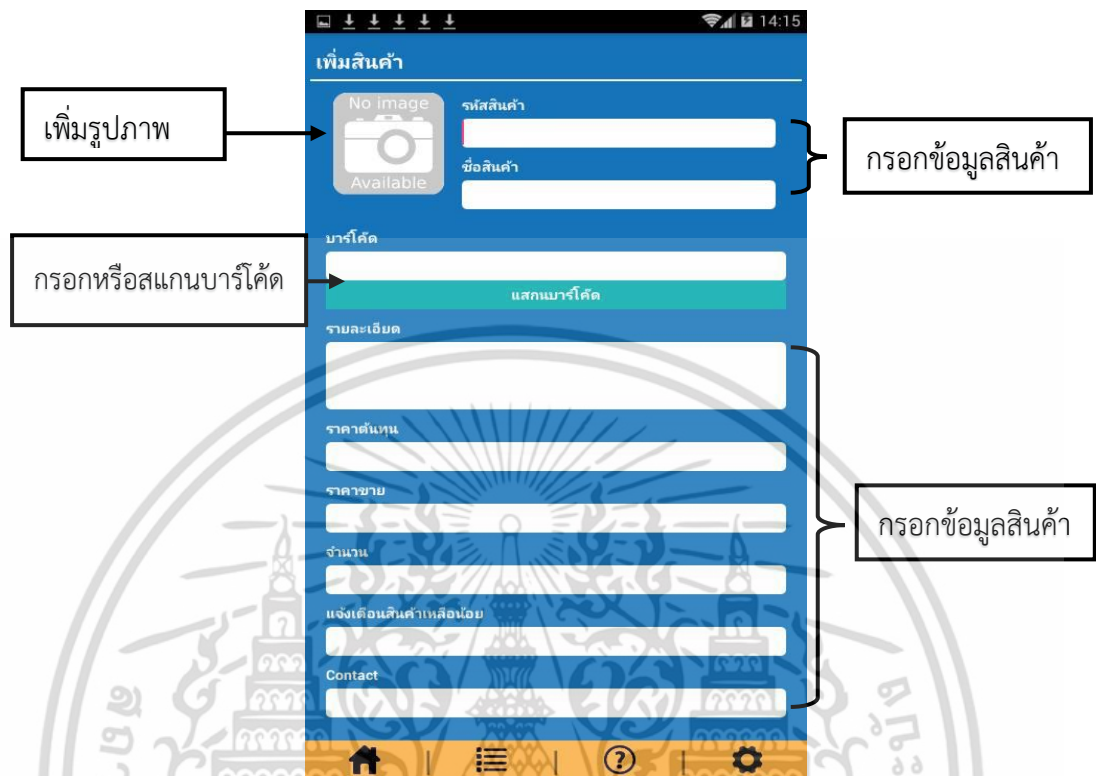 14:15
เพิ่มสินค้า
เพิ่มรูปภาพ
No image
Available
รหัสสินค้า
ชื่อสินค้า
กรอกข้อมูลสินค้า
บาร์โค้ด
กรอกหรือสแกนบาร์โค้ด
แสกนบาร์โค้ด
รายละเอียด
ราคาต้นทุน
ราคาขาย
จำนวน
แจ้งเตือนสินค้าเหลือน้อย
Contact
กรอกข้อมูลสินค้า